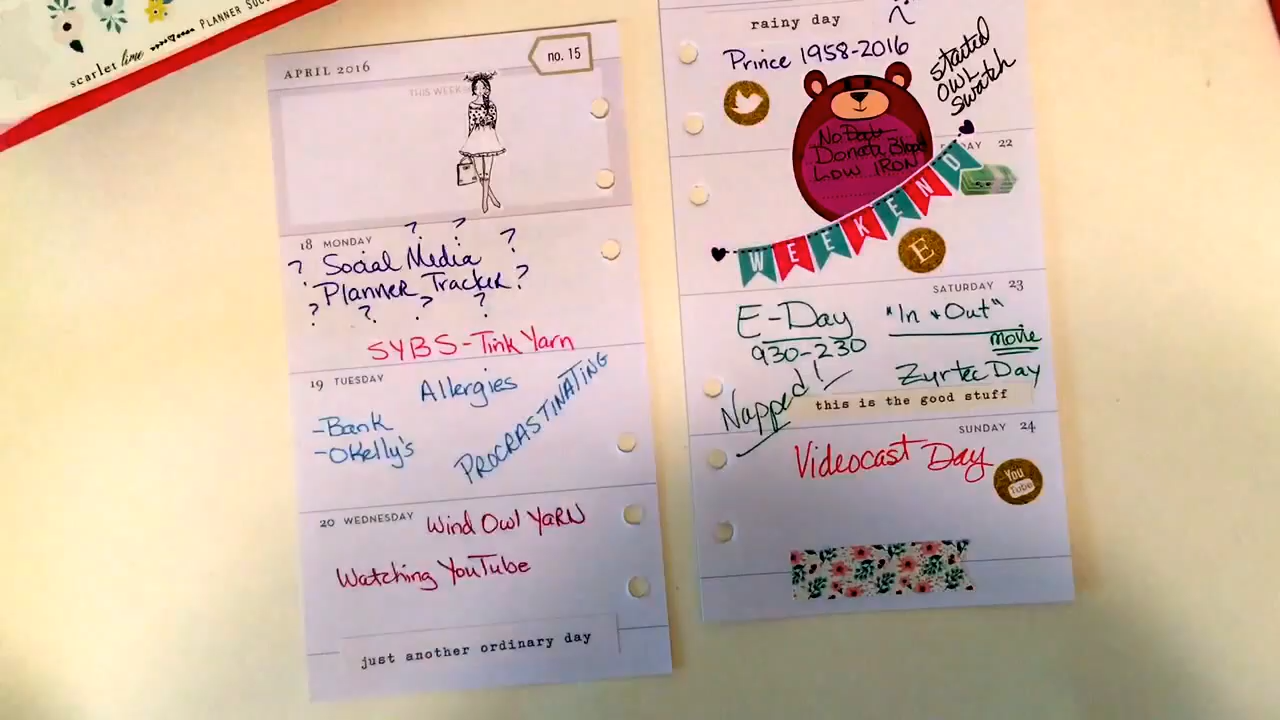 scarlet lime
PLANNER
APRIL 2016
no. 15
THIS WEEK
18 MONDAY
? ? ?
? Social Media
Planner Tracker?
? ? ? ?
SYBS-Tink Yarn
19 TUESDAY
Allergies
-Bank
-OKelly's
PROCRASTINATING
20 WEDNESDAY
Wind Owl YARN
Watching YouTube
just another ordinary day
rainy day
Prince 1958-2016
started
OWL
Swatch
Donate Blood
LOW IRON
22
WEEKEND
E
SATURDAY 23
E-Day
930-230
"In + Out"
movie
Zyrtec Day
Napped!
this is the good stuff
SUNDAY 24
Videocast Day
You
Tube